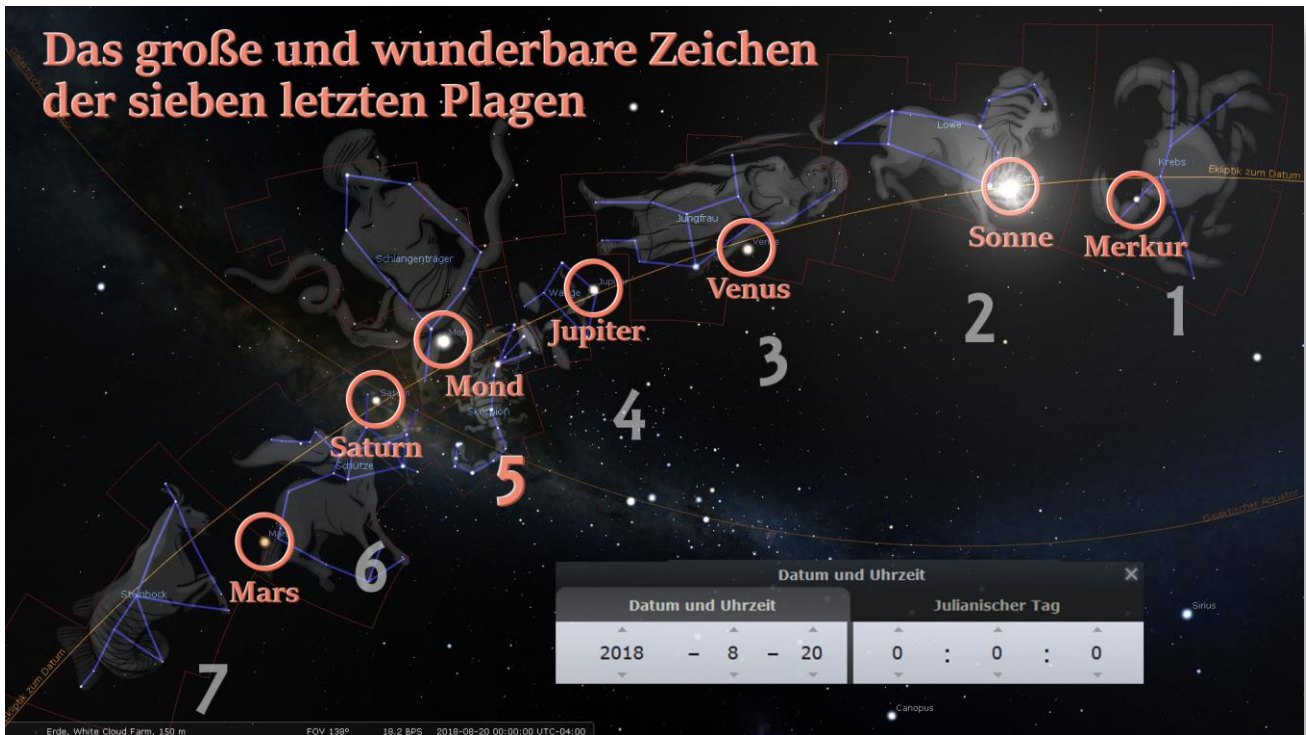 Das große und wunderbare Zeichen
der sieben letzten Plagen
Löwe
Krebs
Ekliptik zum Datum
Sonne
Merkur
Schlangenträger
Jungfrau
Venus
Waage
Jupiter
Mond
Saturn
Skorpion
Schütze
Mars
Steinbock
1
2
3
4
5
6
7
Galaktischer Äquator
Ekliptik zum Datum
Datum und Uhrzeit
Datum und Uhrzeit Julianischer Tag
2018 – 8 – 20 0 : 0 : 0
Sirius
Canopus
Erde, White Cloud Farm, 150 m FOV 138° 18.2 BPS 2018-08-20 00:00:00 UTC-04:00